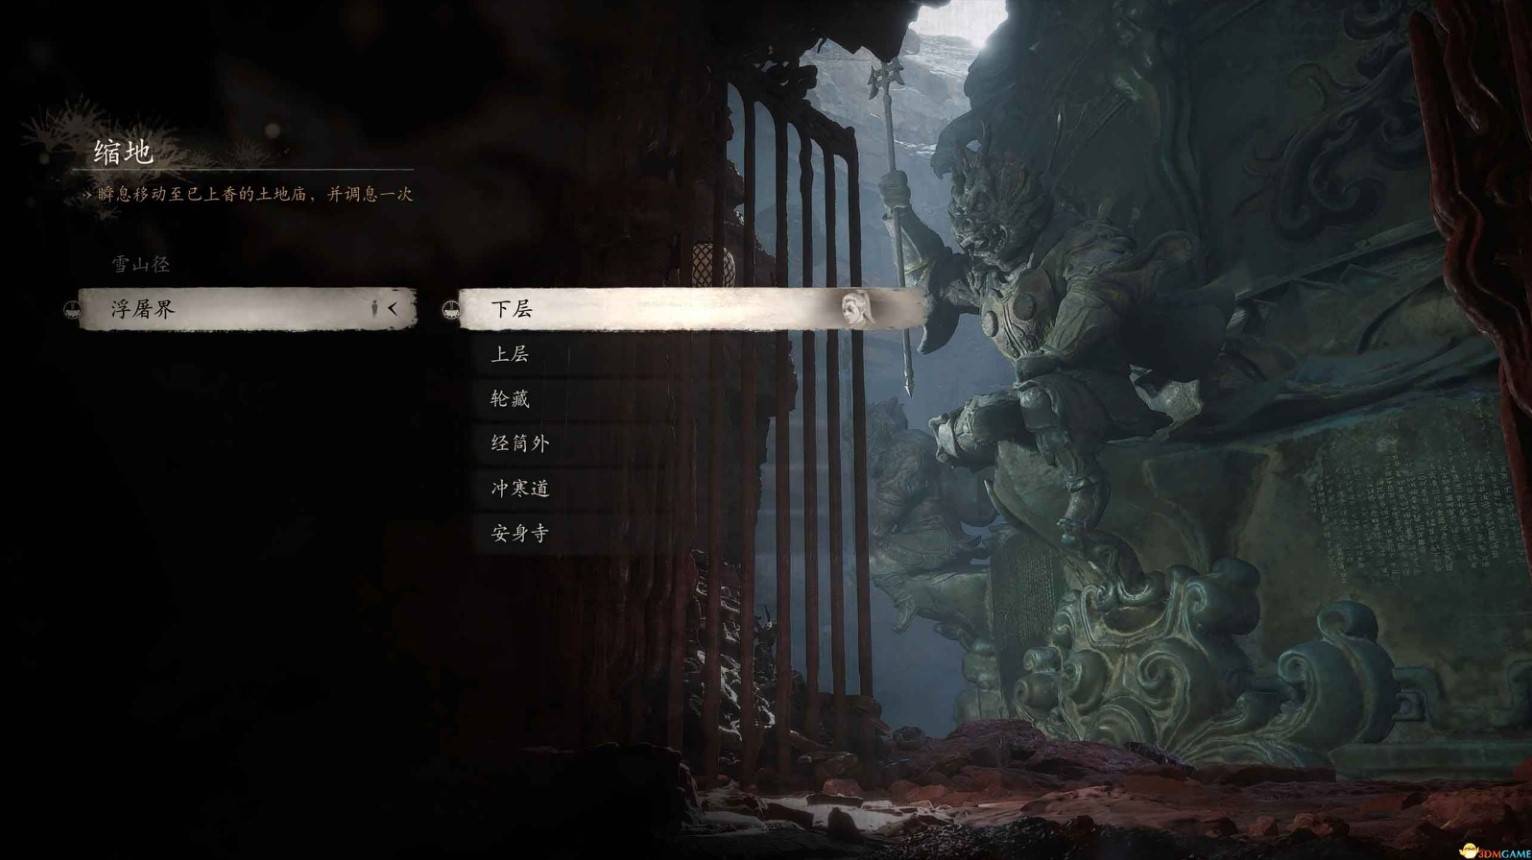 缩地
瞬息移动至已上香的土地庙，并调息一次
雪山径
浮屠界
下层
上层
轮藏
经筒外
冲寒道
安身寺
3DMGAME